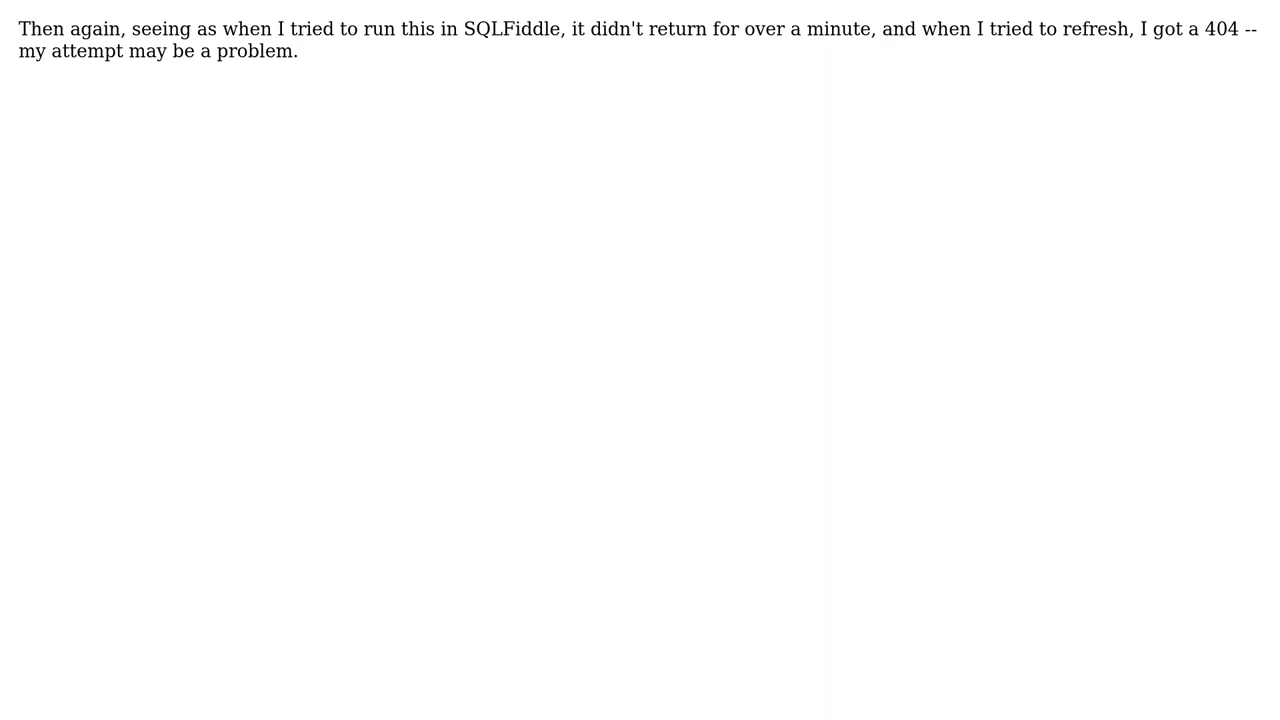 Then again, seeing as when I tried to run this in SQLFiddle, it didn't return for over a minute, and when I tried to refresh, I got a 404 --
my attempt may be a problem.